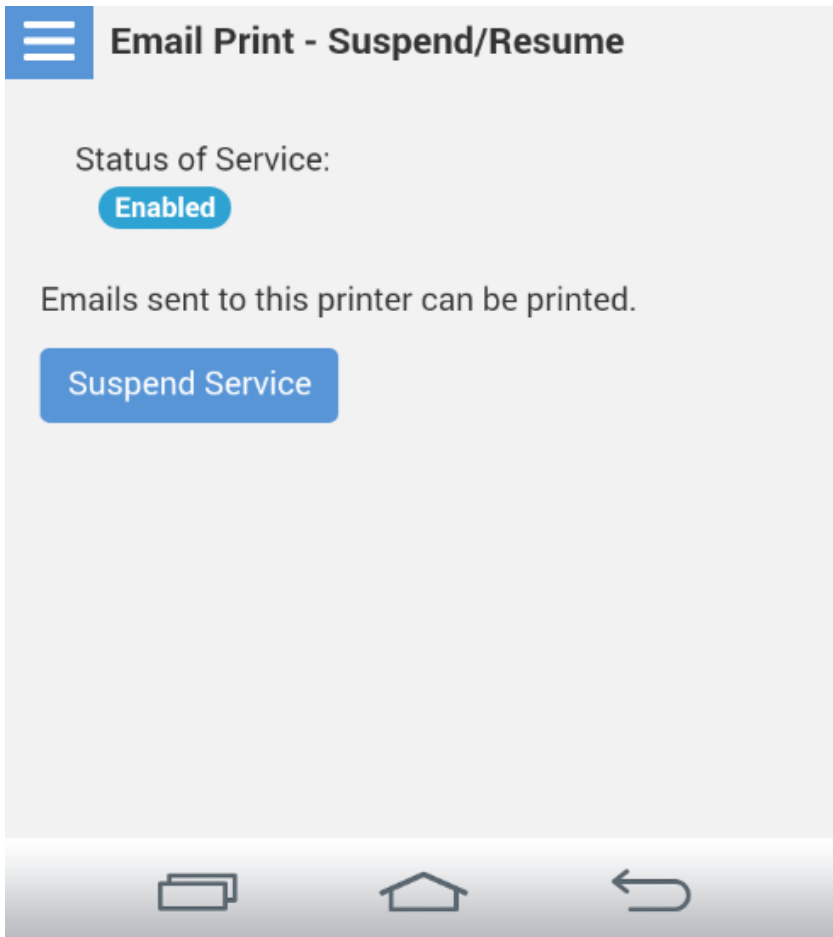 Email Print - Suspend/Resume
Status of Service:
Enabled
Emails sent to this printer can be printed.
Suspend Service